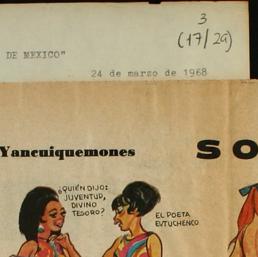 3
(17/29)
DE MEXICO"
24 de marzo de 1968
Yancuiquemones
SO
¿QUIÉN DIJO:
JUVENTUD,
DIVINO
TESORO?
EL POETA
EVTUCHENCO.